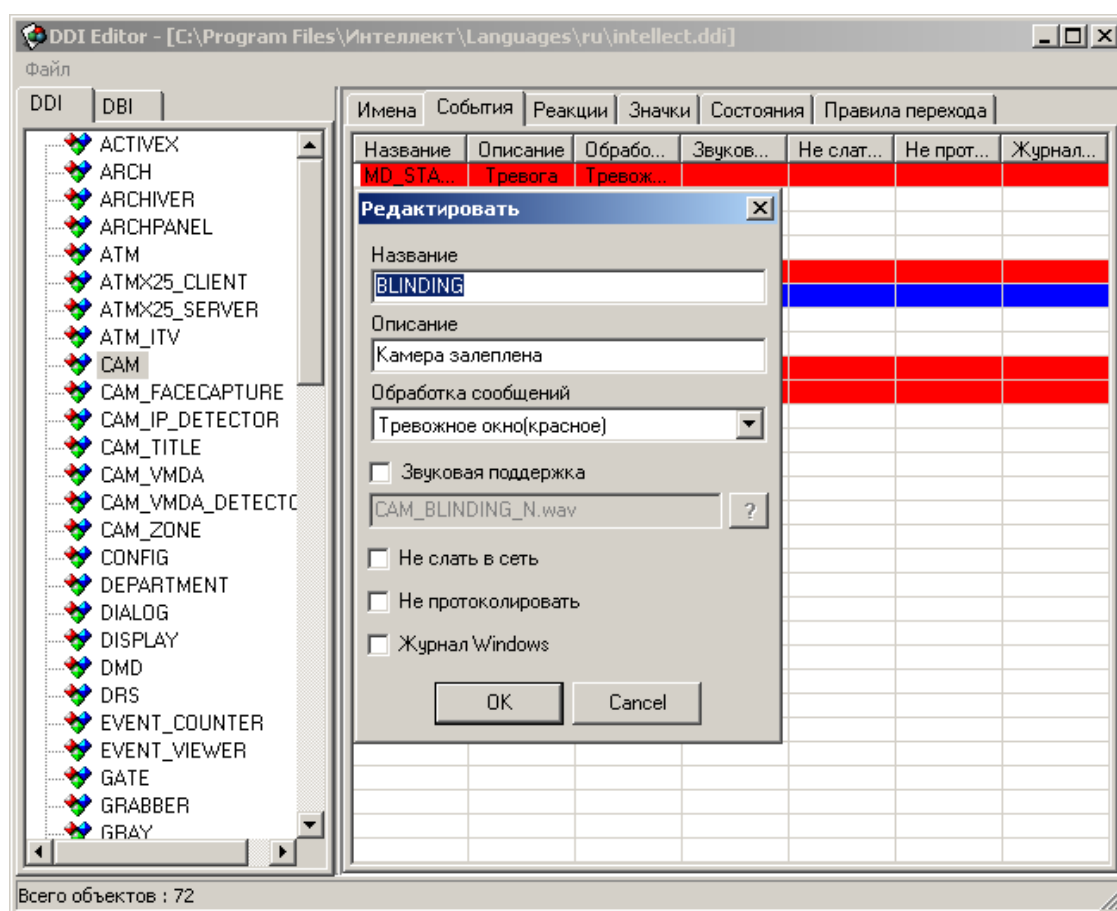 DDI Editor - [C:\Program Files\Интеллект\Languages\ru\intellect.ddi]
Файл
DDI DBI
ACTIVEX
ARCH
ARCHIVER
ARCHPANEL
ATM
ATMX25_CLIENT
ATMX25_SERVER
ATM_ITV
CAM
CAM_FACECAPTURE
CAM_IP_DETECTOR
CAM_TITLE
CAM_VMDA
CAM_VMDA_DETECTO
CAM_ZONE
CONFIG
DEPARTMENT
DIALOG
DISPLAY
DMD
DRS
EVENT_COUNTER
EVENT_VIEWER
GATE
GRABBER
GRAY
Имена События Реакции Значки Состояния Правила перехода
Название Описание Обрабо... Звуков... Не слат... Не прот... Журнал...
MD_STA... Тревога Тревож...
Редактировать
Название
BLINDING
Описание
Камера залеплена
Обработка сообщений
Тревожное окно(красное)
Звуковая поддержка
CAM_BLINDING_N.wav ?
Не слать в сеть
Не протоколировать
Журнал Windows
OK Cancel
Всего объектов : 72